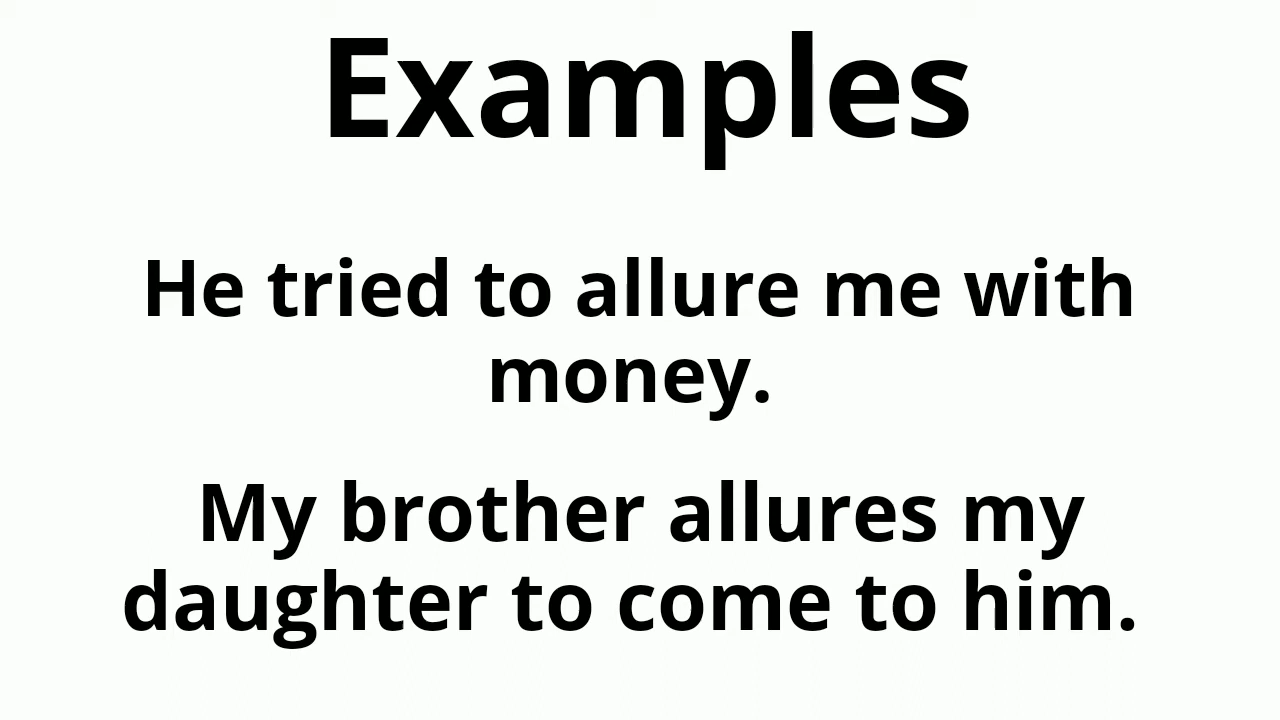 Examples
He tried to allure me with
money.
My brother allures my
daughter to come to him.